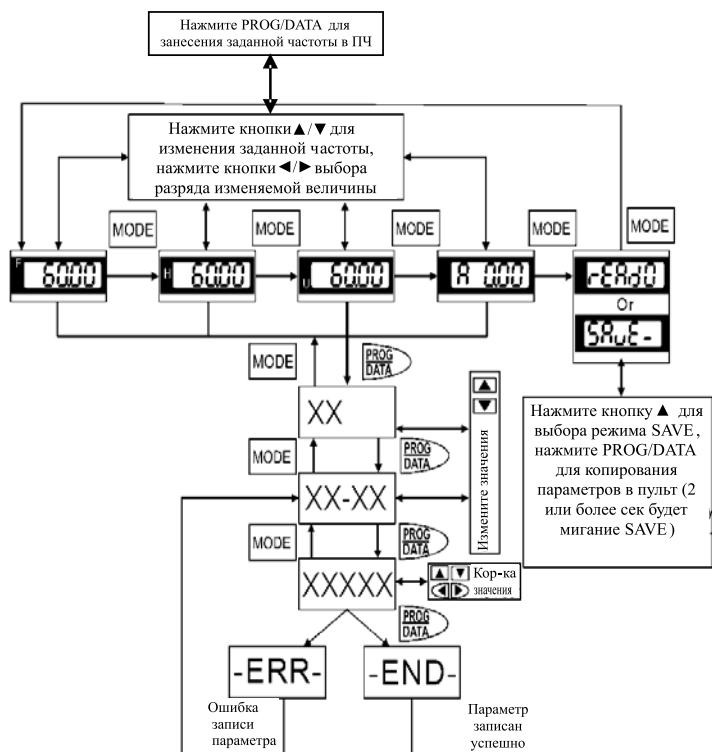 Нажмите PROG/DATA для
занесения заданной частоты в ПЧ
Нажмите кнопки▲/▼для
изменения заданной частоты,
нажмите кнопки◄/►выбора
разряда изменяемой величины
MODE
MODE
MODE
MODE
MODE
F 60.00
H 60.00
U 60.00
A 0.00
rEAd0
Or
SAuE-
MODE
PROG
DATA
XX
MODE
PROG
DATA
XX-XX
MODE
PROG
DATA
XXXXX
PROG
DATA
▲
▼
Измените значения
▲ ▼ Кор-ка
◄ ► значения
Нажмите кнопку ▲ для
выбора режима SAVE,
нажмите PROG/DATA
для копирования
параметров в пульт (2
или более сек будет
мигание SAVE)
-ERR-
-END-
Ошибка
записи
параметра
Параметр
записан
успешно